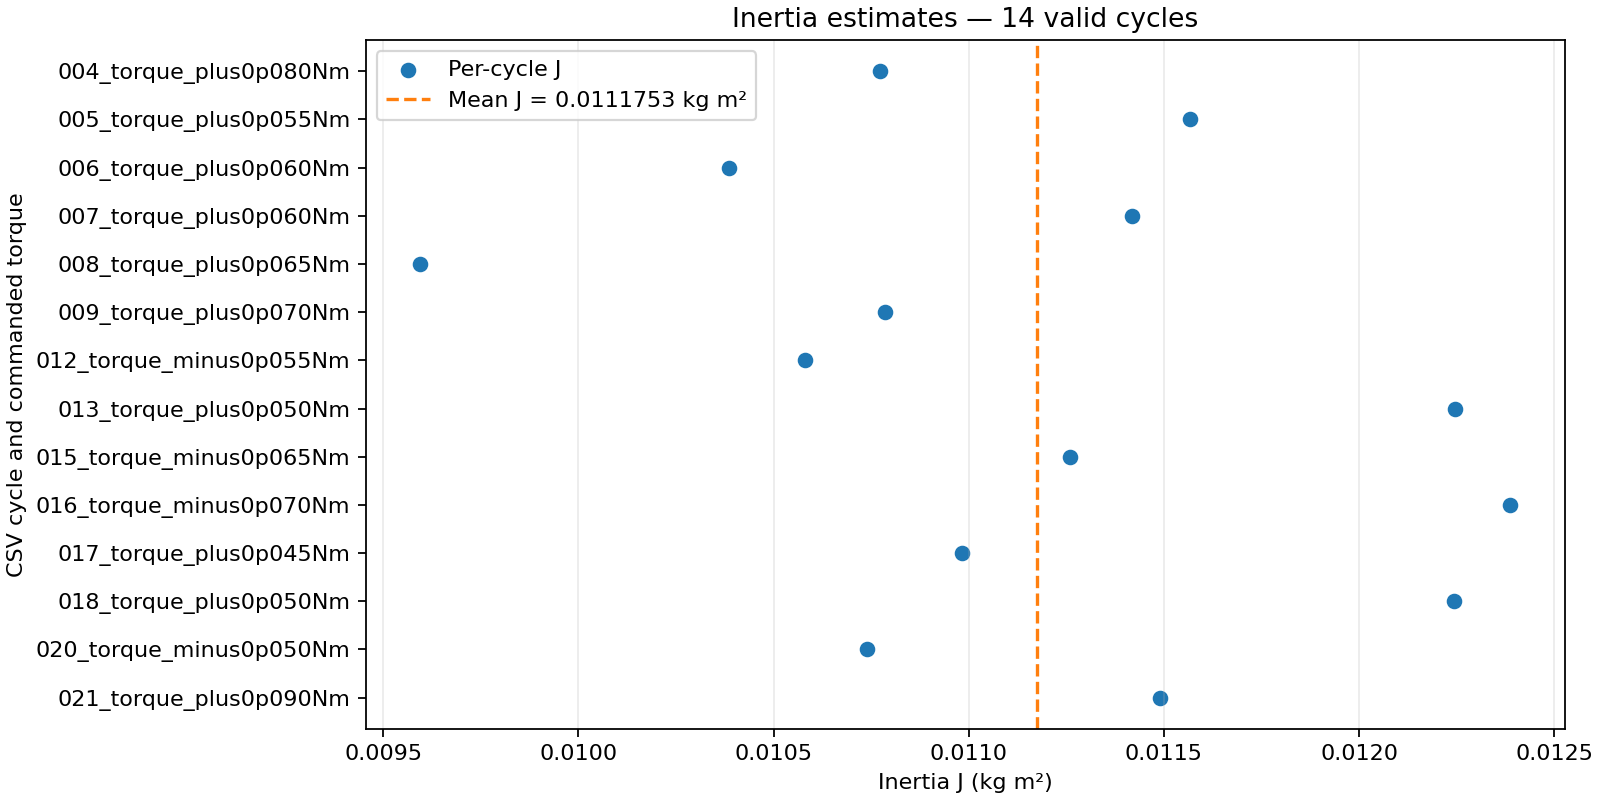 Inertia estimates — 14 valid cycles
Per-cycle J
Mean J = 0.0111753 kg m²
CSV cycle and commanded torque
004_torque_plus0p080Nm
005_torque_plus0p055Nm
006_torque_plus0p060Nm
007_torque_plus0p060Nm
008_torque_plus0p065Nm
009_torque_plus0p070Nm
012_torque_minus0p055Nm
013_torque_plus0p050Nm
015_torque_minus0p065Nm
016_torque_minus0p070Nm
017_torque_plus0p045Nm
018_torque_plus0p050Nm
020_torque_minus0p050Nm
021_torque_plus0p090Nm
0.0095 0.0100 0.0105 0.0110 0.0115 0.0120 0.0125
Inertia J (kg m²)